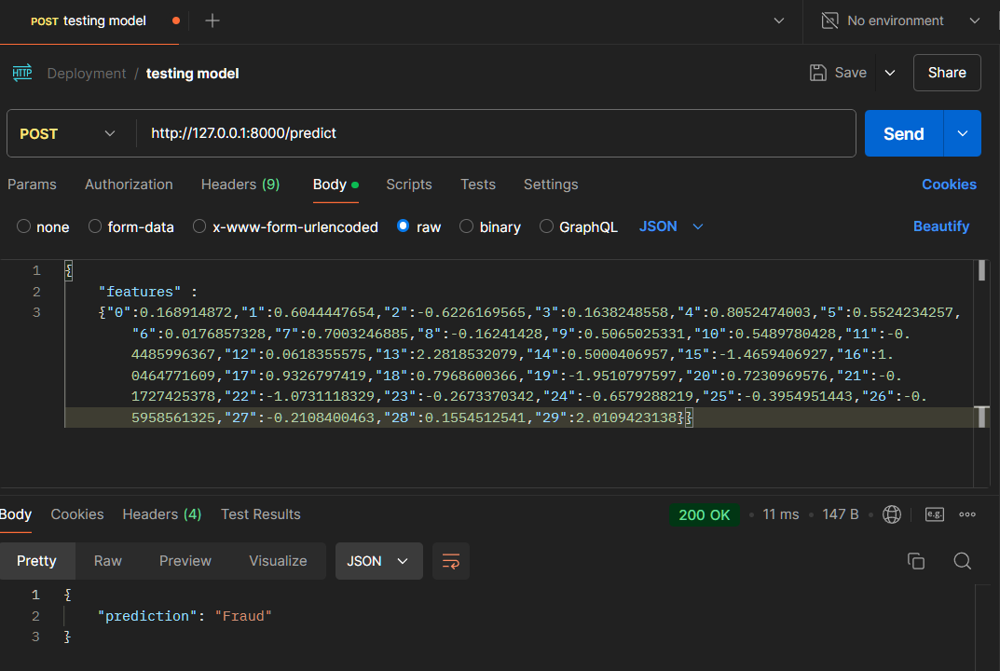 POST testing model
No environment
HTTP Deployment / testing model
Save
Share
POST
http://127.0.0.1:8000/predict
Send
Params Authorization Headers (9) Body Scripts Tests Settings Cookies
none form-data x-www-form-urlencoded raw binary GraphQL JSON Beautify
1 {
2 "features" :
3 {"0":0.168914872,"1":0.6044447654,"2":-0.6226169565,"3":0.1638248558,"4":0.8052474003,"5":0.5524234257,
"6":0.0176857328,"7":0.7003246885,"8":-0.16241428,"9":0.5065025331,"10":0.5489780428,"11":-0.
4485996367,"12":0.0618355575,"13":2.2818532079,"14":0.5000406957,"15":-1.4659406927,"16":1.
0464771609,"17":0.9326797419,"18":0.7968600366,"19":-1.9510797597,"20":0.7230969576,"21":-0.
1727425378,"22":-1.0731118329,"23":-0.2673370342,"24":-0.6579288219,"25":-0.3954951443,"26":-0.
5958561325,"27":-0.2108400463,"28":0.1554512541,"29":2.0109423138}}
Body Cookies Headers (4) Test Results 200 OK 11 ms 147 B e.g.
Pretty Raw Preview Visualize JSON
1 {
2 "prediction": "Fraud"
3 }